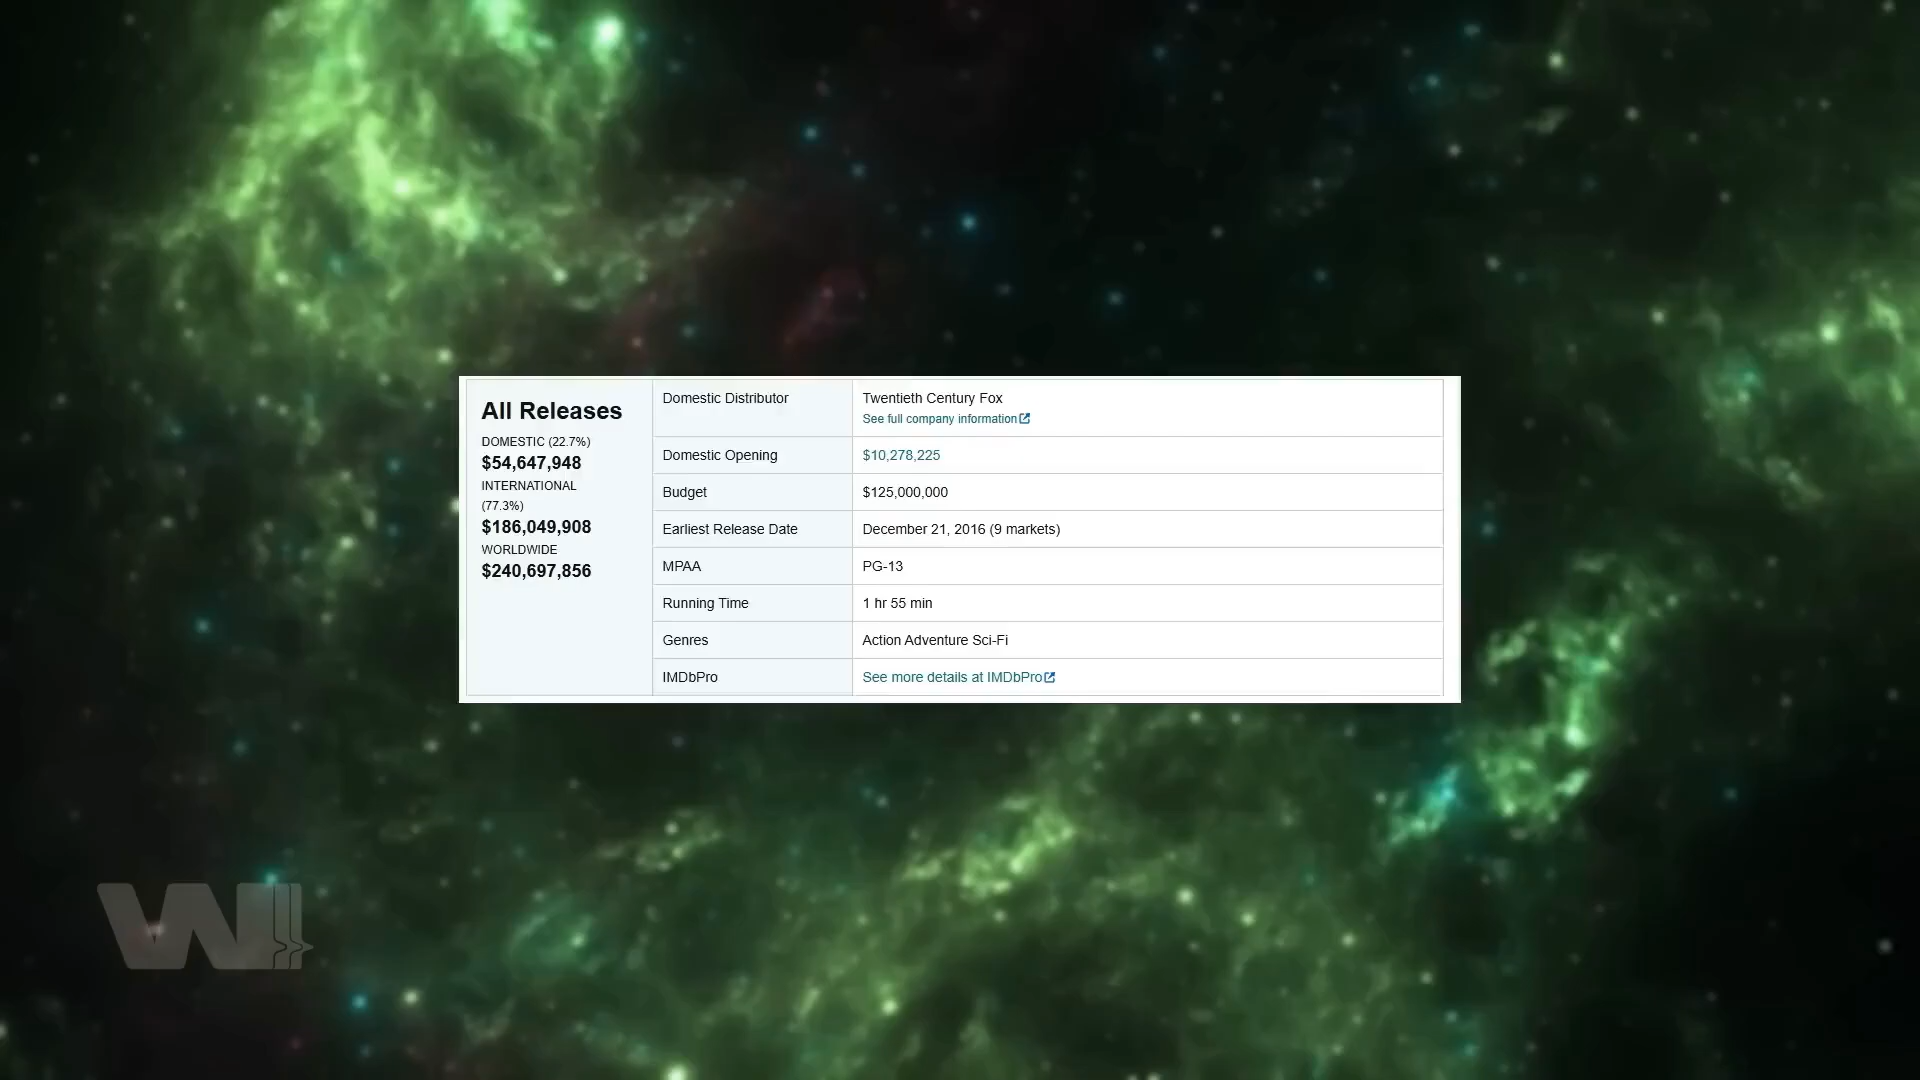 All Releases
DOMESTIC (22.7%)
$54,647,948
INTERNATIONAL
(77.3%)
$186,049,908
WORLDWIDE
$240,697,856
Domestic Distributor
Twentieth Century Fox
See full company information
Domestic Opening
$10,278,225
Budget
$125,000,000
Earliest Release Date
December 21, 2016 (9 markets)
MPAA
PG-13
Running Time
1 hr 55 min
Genres
Action Adventure Sci-Fi
IMDbPro
See more details at IMDbPro